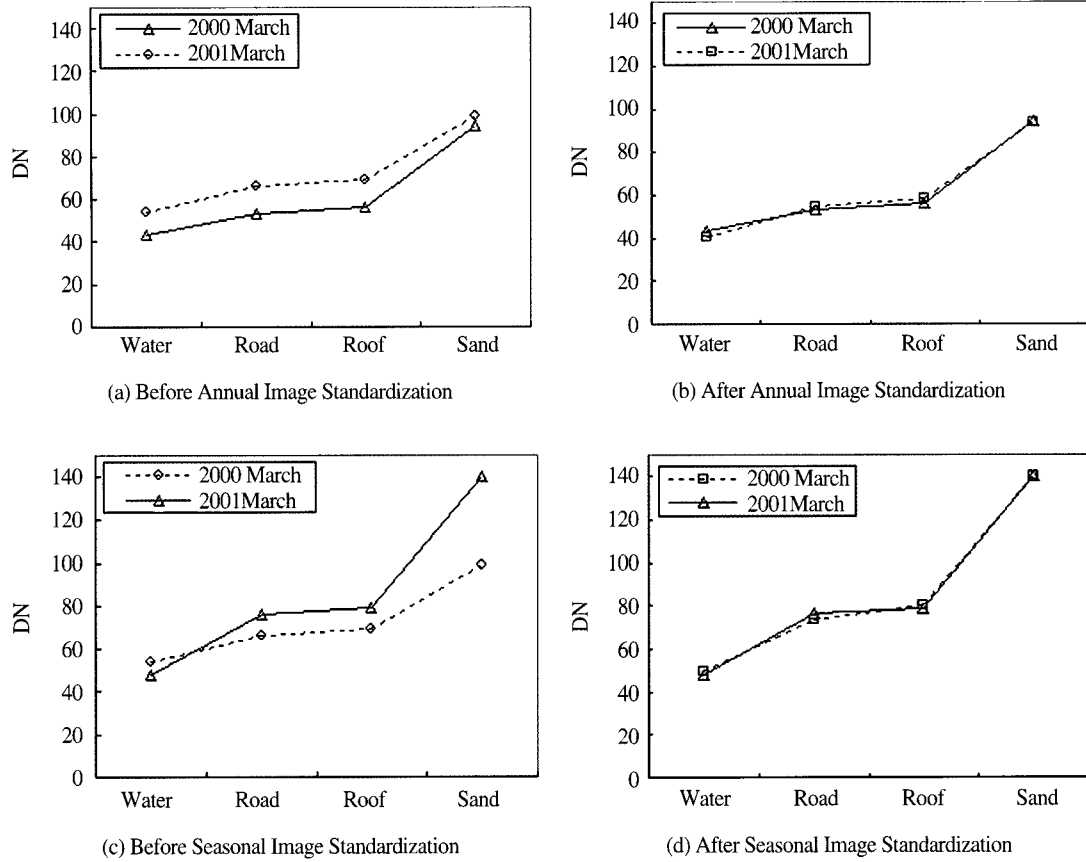 140
120
100
80
60
40
20
0
DN
2000 March
2001March
Water Road Roof Sand
(a) Before Annual Image Standardization
140
120
100
80
60
40
20
0
DN
2000 March
2001March
Water Road Roof Sand
(b) After Annual Image Standardization
140
120
100
80
60
40
20
0
DN
2000 March
2001March
Water Road Roof Sand
(c) Before Seasonal Image Standardization
140
120
100
80
60
40
20
0
DN
2000 March
2001March
Water Road Roof Sand
(d) After Seasonal Image Standardization